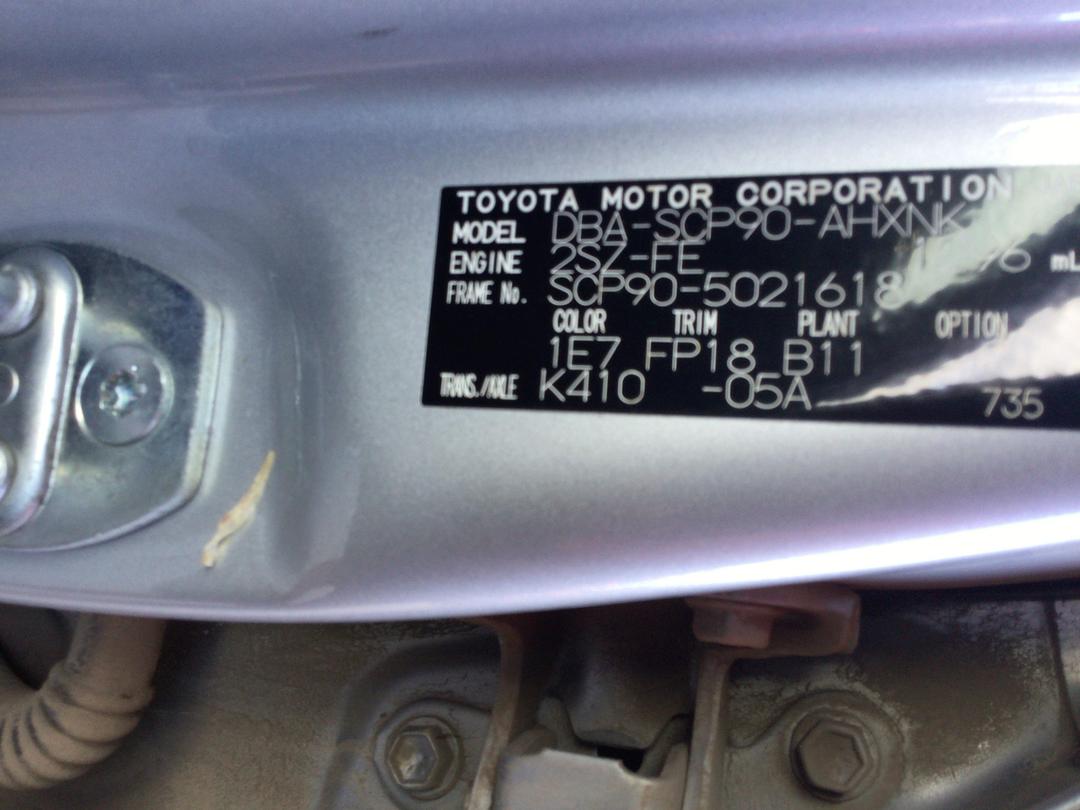 TOYOTA MOTOR CORPORATION
MODEL DBA-SCP90-AHXNK
ENGINE 2SZ-FE mL
FRAME No. SCP90-5021618
COLOR TRIM PLANT OPTION
1E7 FP18 B11
TRANS./AXLE K410 -05A 735